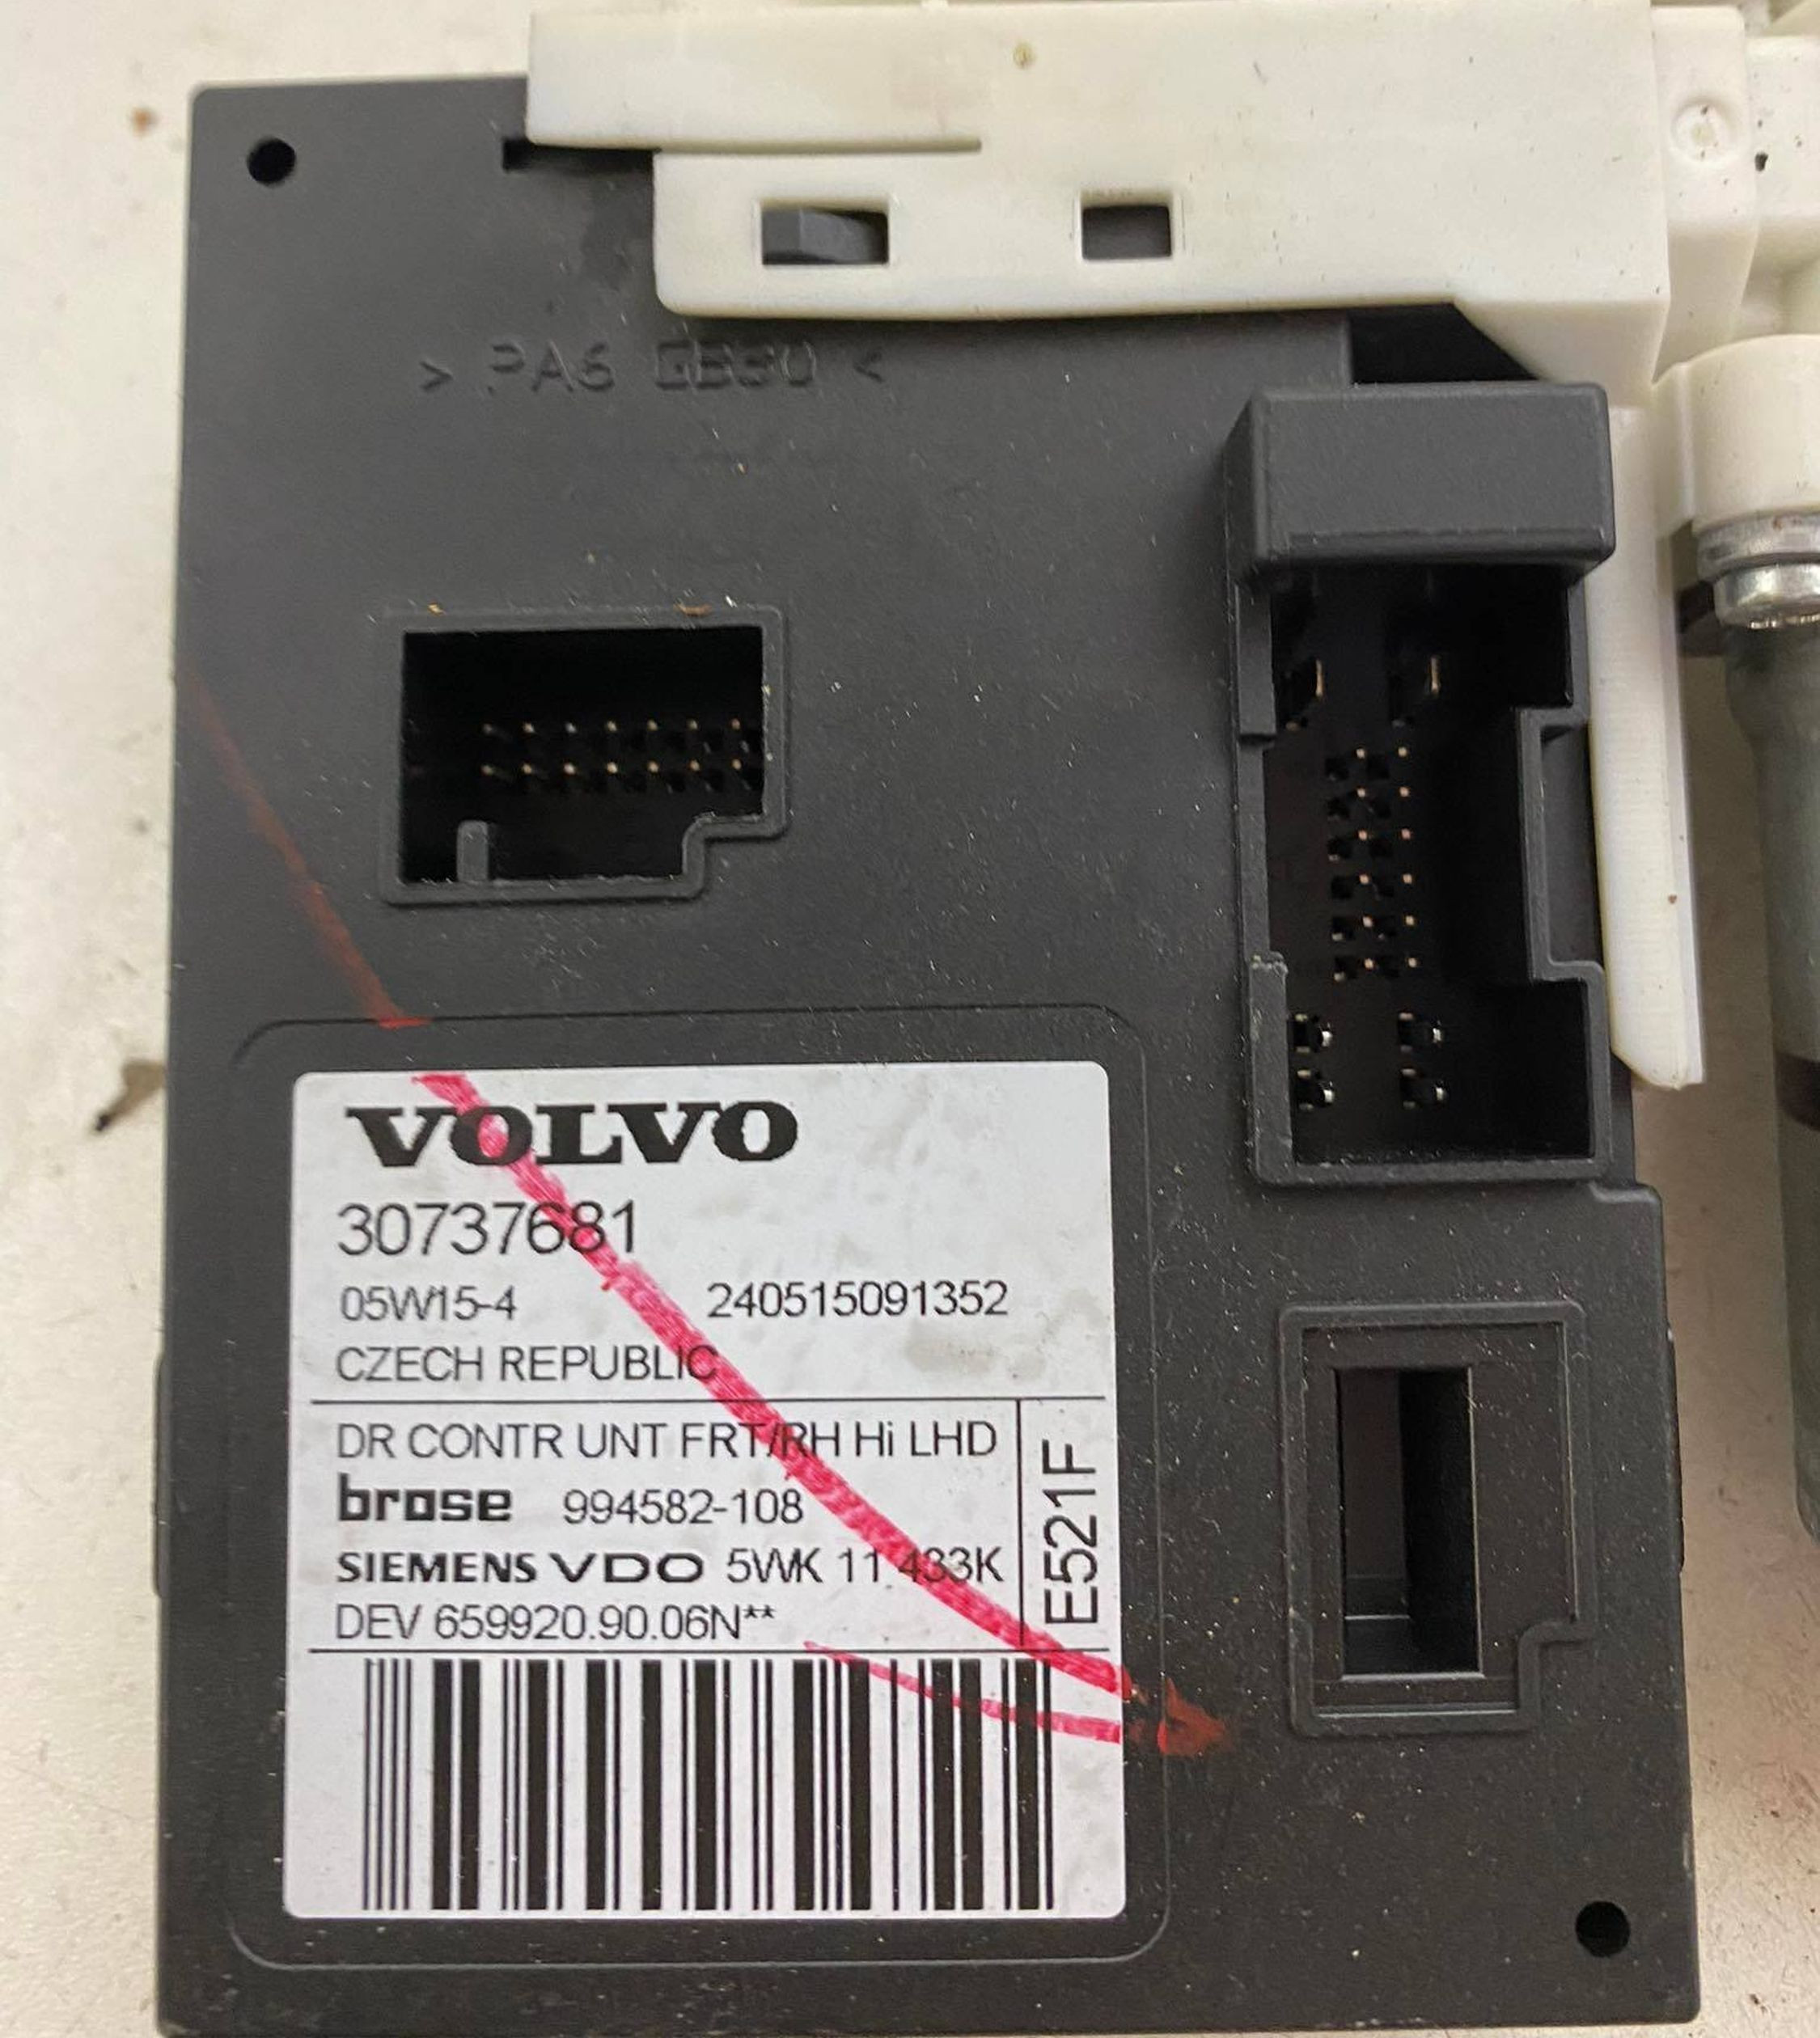 > PA6 GB30 <
VOLVO
30737681
05W15-4 240515091352
CZECH REPUBLIC
DR CONTR UNT FRT/RH Hi LHD
brose 994582-108
SIEMENS VDO 5WK 11 433K
DEV 659920.90.06N**
E521F